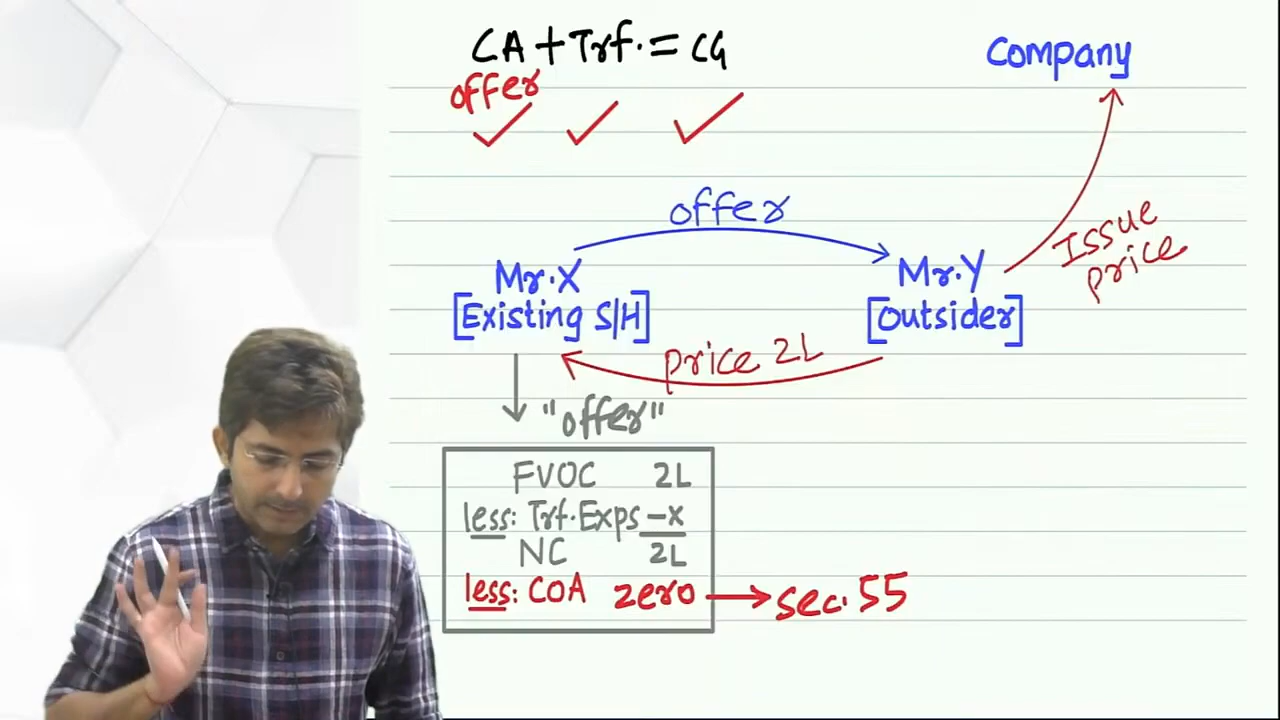 CA + Trf. = CG
offer
Company
offer
Issue
price
Mr. X
[Existing S/H]
Mr. Y
[Outsider]
price 2L
"offer"
FVOC 2L
less: Trf. Exps -x
NC 2L
less: COA zero → sec. 55